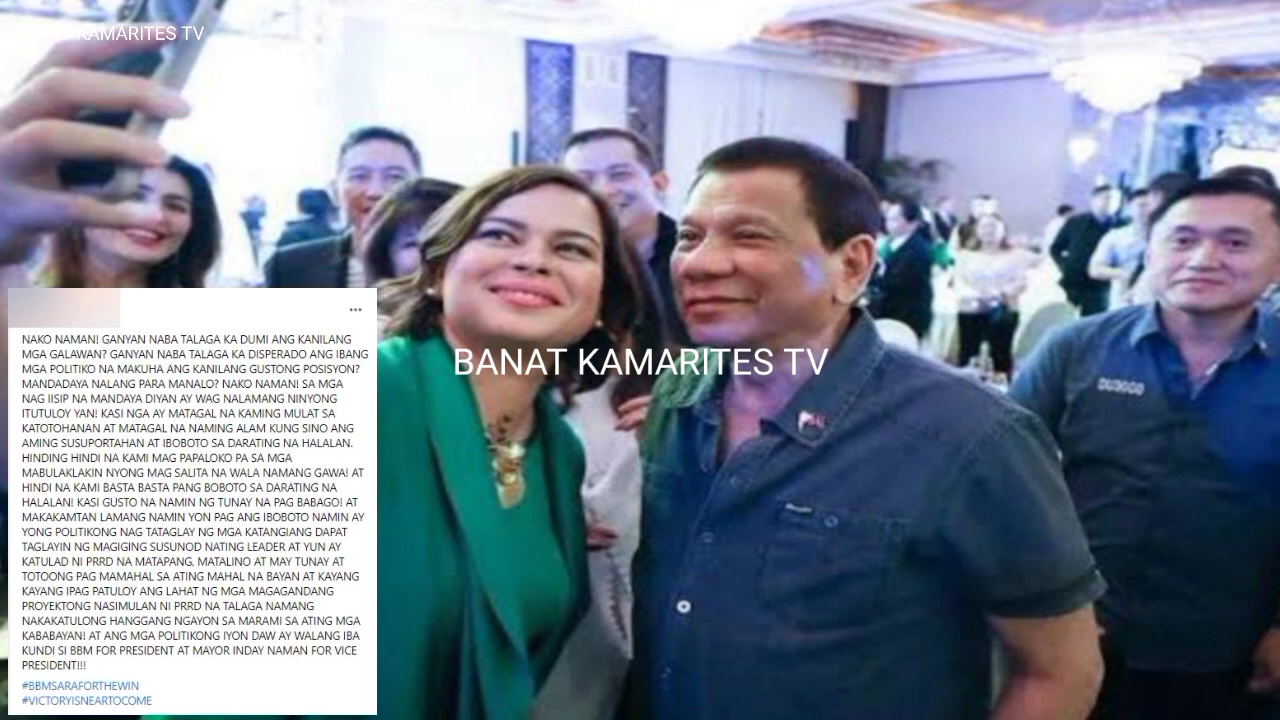 KAMARITES TV
NAKO NAMAN! GANYAN NABA TALAGA KA DUMI ANG KANILANG
MGA GALAWAN? GANYAN NABA TALAGA KA DISPERADO ANG IBANG
MGA POLITIKO NA MAKUHA ANG KANILANG GUSTONG POSISYON?
MANDADAYA NALANG PARA MANALO? NAKO NAMAN! SA MGA
NAG IISIP NA MANDAYA DIYAN AY WAG NALAMANG NINYONG
ITUTULOY YAN! KASI NGA AY MATAGAL NA KAMING MULAT SA
KATOTOHANAN AT MATAGAL NA NAMING ALAM KUNG SINO ANG
AMING SUSUPORTAHAN AT IBOBOTO SA DARATING NA HALALAN.
HINDING HINDI NA KAMI MAG PAPALOKO PA SA MGA
MABULAKLAKIN NYONG MAG SALITA NA WALA NAMANG GAWA! AT
HINDI NA KAMI BASTA BASTA PANG BOBOTO SA DARATING NA
HALALAN! KASI GUSTO NA NAMIN NG TUNAY NA PAG BABAGO! AT
MAKAKAMTAN LAMANG NAMIN YON PAG ANG IBOBOTO NAMIN AY
YONG POLITIKONG NAG TATAGLAY NG MGA KATANGIANG DAPAT
TAGLAYIN NG MAGIGING SUSUNOD NATING LEADER AT YUN AY
KATULAD NI PRRD NA MATAPANG, MATALINO AT MAY TUNAY AT
TOTOONG PAG MAMAHAL SA ATING MAHAL NA BAYAN AT KAYANG
KAYANG IPAG PATULOY ANG LAHAT NG MGA MAGAGANDANG
PROYEKTONG NASIMULAN NI PRRD NA TALAGA NAMANG
NAKAKATULONG HANGGANG NGAYON SA MARAMI SA ATING MGA
KABABAYAN! AT ANG MGA POLITIKONG IYON DAW AY WALANG IBA
KUNDI SI BBM FOR PRESIDENT AT MAYOR INDAY NAMAN FOR VICE
PRESIDENT!!!
#BBMSARAFORTHEWIN
#VICTORYISNEARTOCOME
BANAT KAMARITES TV